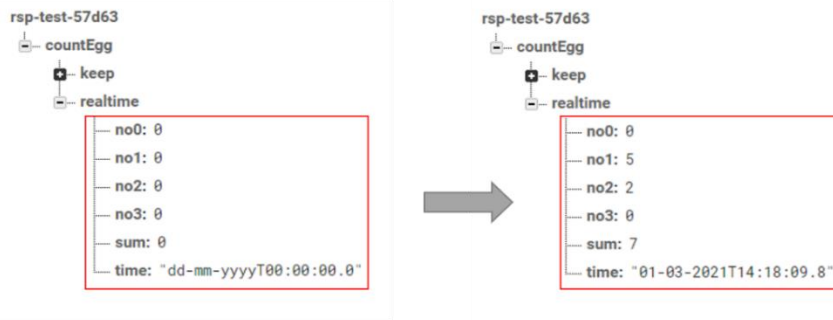 rsp-test-57d63
countEgg
keep
realtime
no0: 0
no1: 0
no2: 0
no3: 0
sum: 0
time: "dd-mm-yyyyT00:00:00.0"
rsp-test-57d63
countEgg
keep
realtime
no0: 0
no1: 5
no2: 2
no3: 0
sum: 7
time: "01-03-2021T14:18:09.8"